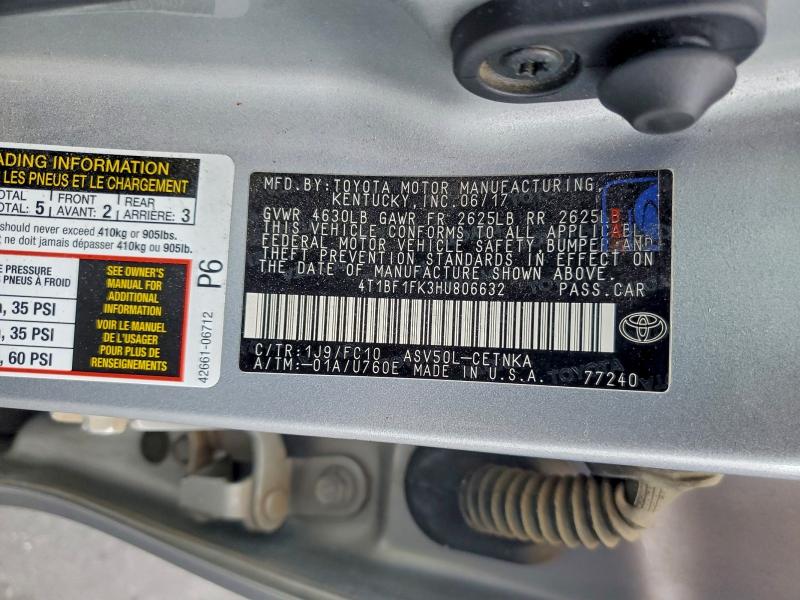 ADING INFORMATION
LES PNEUS ET LE CHARGEMENT
TOTAL 5 FRONT 2 REAR 3
TOTAL: AVANT: ARRIÈRE:
should never exceed 410kg or 905lbs.
ne doit jamais dépasser 410kg ou 905lb.
PRESSURE
PNEUS À FROID
35 PSI
35 PSI
60 PSI
SEE OWNER'S
MANUAL FOR
ADDITIONAL
INFORMATION
VOIR LE MANUEL
DE L'USAGER
POUR PLUS DE
RENSEIGNEMENTS
P6
42661-06712
MFD.BY:TOYOTA MOTOR MANUFACTURING,
KENTUCKY, INC.06/17
GVWR 4630LB GAWR FR 2625LB RR 2625LB
THIS VEHICLE CONFORMS TO ALL APPLICABLE
FEDERAL MOTOR VEHICLE SAFETY, BUMPER, AND
THEFT PREVENTION STANDARDS IN EFFECT ON
THE DATE OF MANUFACTURE SHOWN ABOVE.
4T1BF1FK3HU806632 PASS.CAR
C/TR:1J9/FC10 ASV50L-CETNKA
A/TM:-01A/U760E MADE IN U.S.A. 77240